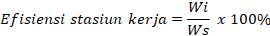 Efisiensi stasiun kerja = Wi/Ws x 100%